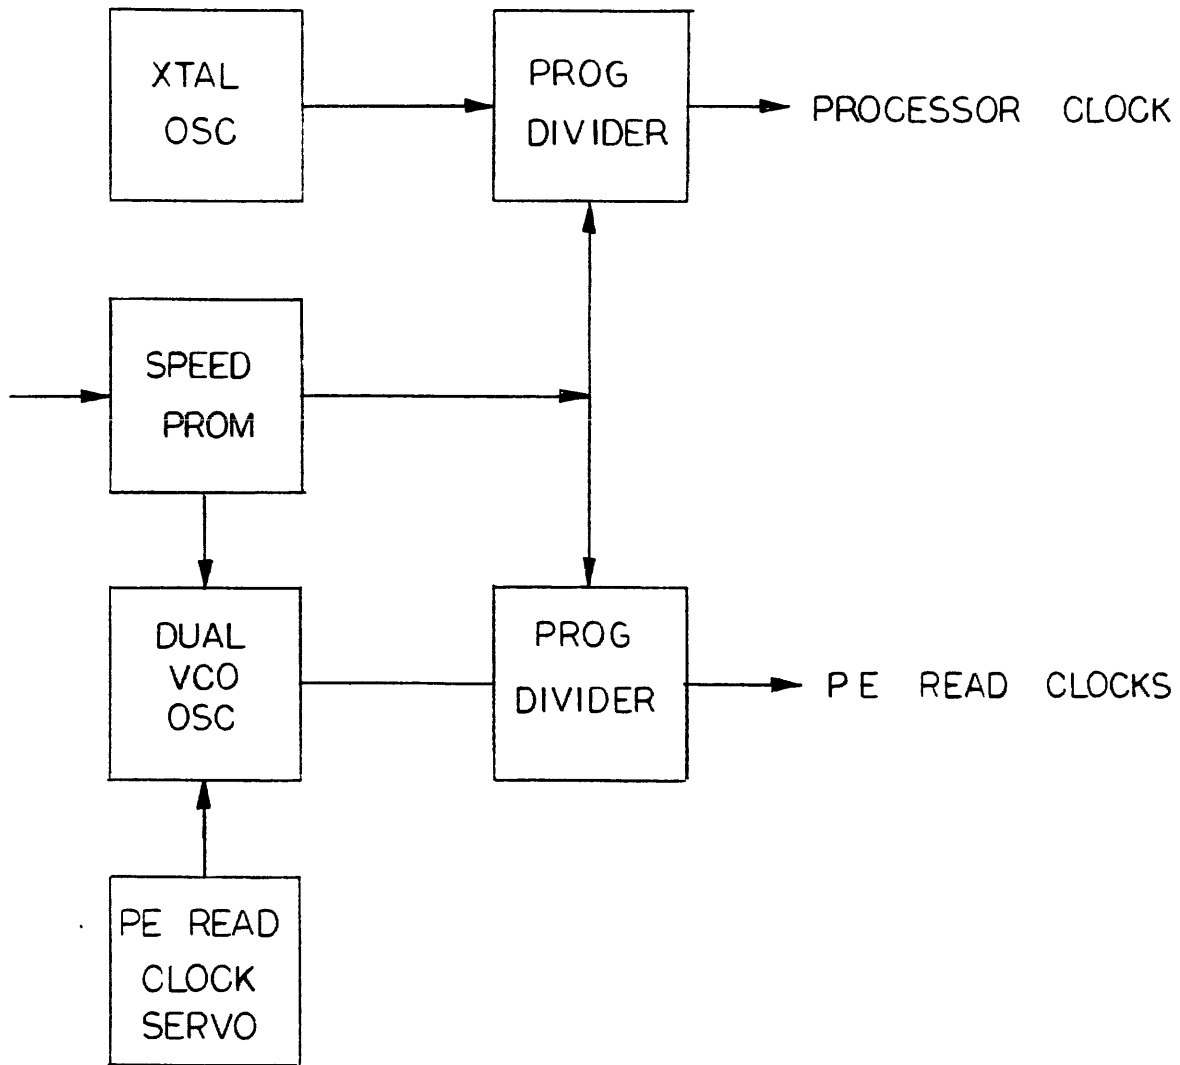 XTAL
OSC
PROG
DIVIDER
PROCESSOR CLOCK
SPEED
PROM
DUAL
VCO
OSC
PROG
DIVIDER
PE READ CLOCKS
PE READ
CLOCK
SERVO